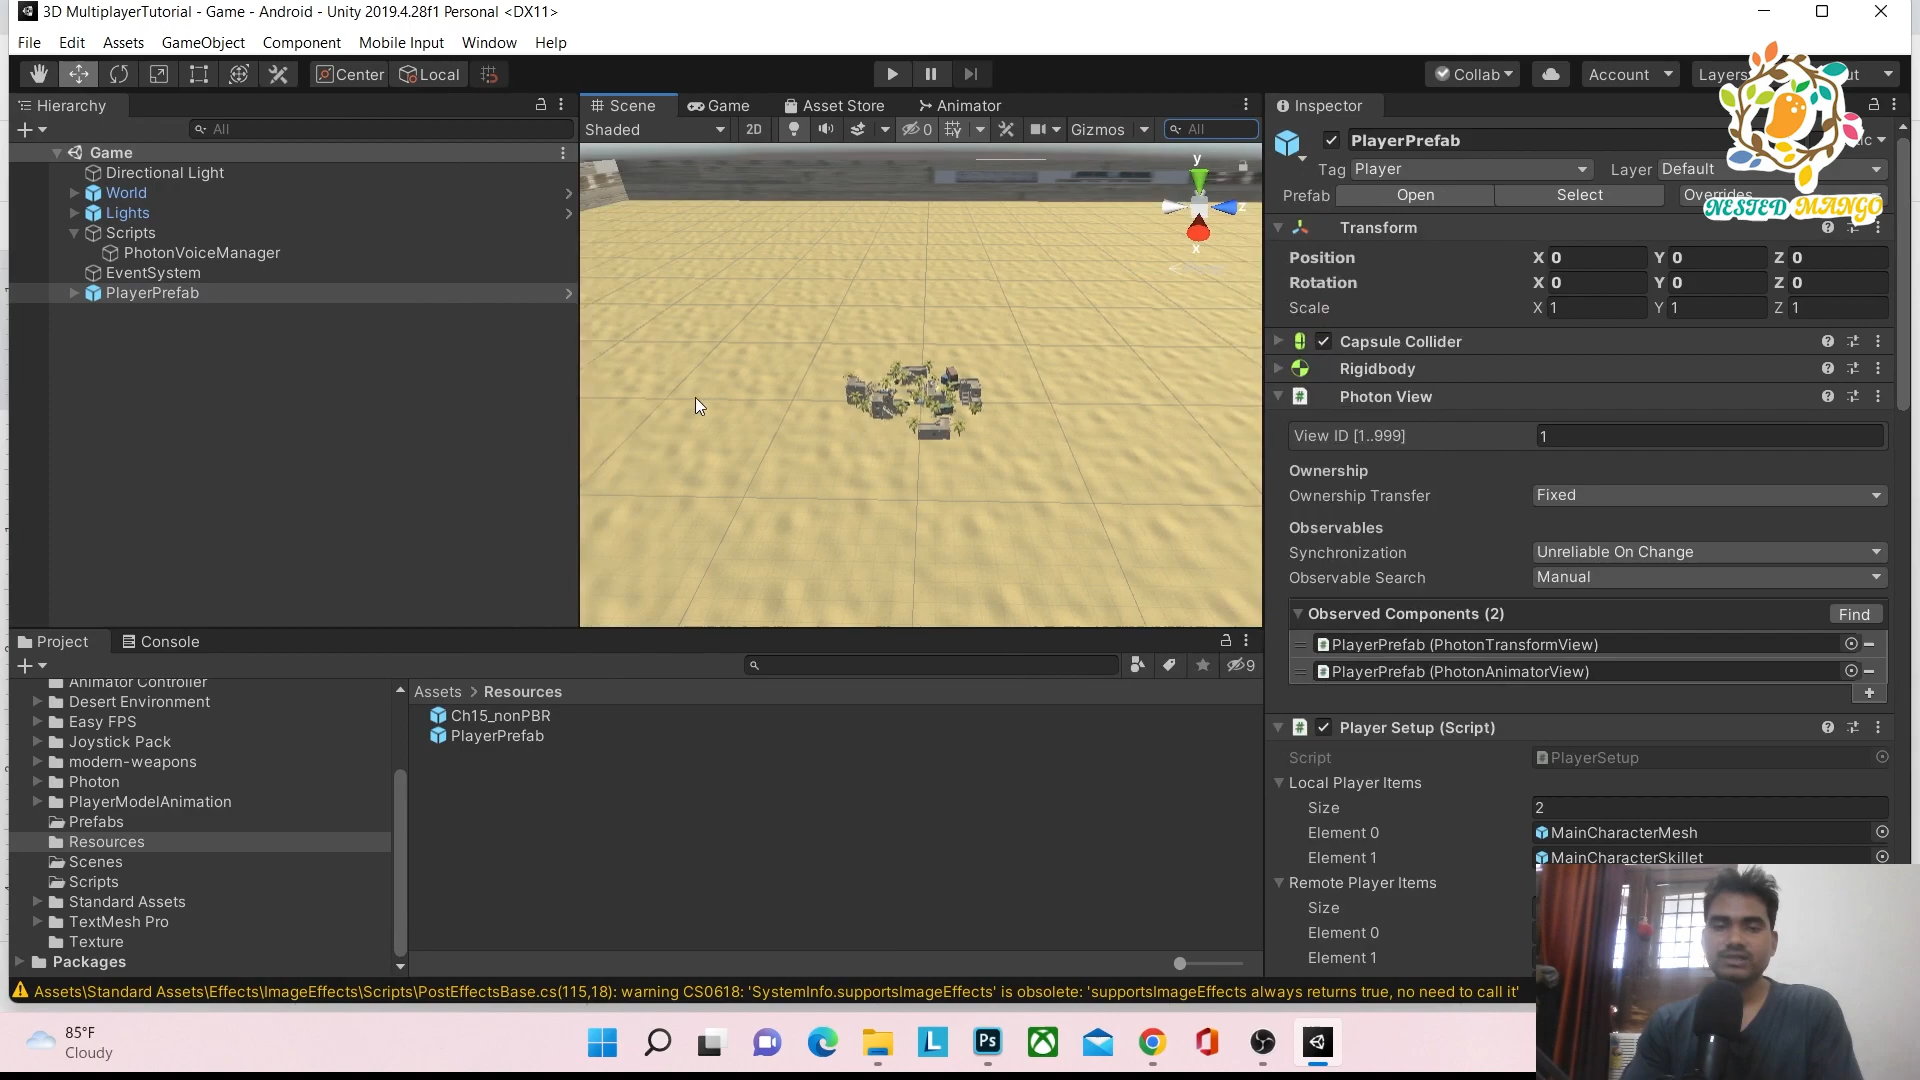 3D MultiplayerTutorial - Game - Android - Unity 2019.4.28f1 Personal <DX11>
File Edit Assets GameObject Component Mobile Input Window Help
Center Local Collab Account Layers
Hierarchy
All
Game
Directional Light
World
Lights
Scripts
PhotonVoiceManager
EventSystem
PlayerPrefab
Scene Game Asset Store Animator
Shaded 2D 0 Gizmos All
y
z
x
Inspector
PlayerPrefab
Tag Player Layer Default
Prefab Open Select Overrides
NESTED MANGO
Transform
Position X 0 Y 0 Z 0
Rotation X 0 Y 0 Z 0
Scale X 1 Y 1 Z 1
Capsule Collider
Rigidbody
Photon View
View ID [1..999] 1
Ownership
Ownership Transfer Fixed
Observables
Synchronization Unreliable On Change
Observable Search Manual
Observed Components (2) Find
PlayerPrefab (PhotonTransformView)
PlayerPrefab (PhotonAnimatorView)
Player Setup (Script)
Script PlayerSetup
Local Player Items
Size 2
Element 0 MainCharacterMesh
Element 1 MainCharacterSkillet
Remote Player Items
Size
Element 0
Element 1
Project Console
9
Animator Controller
Desert Environment
Easy FPS
Joystick Pack
modern-weapons
Photon
PlayerModelAnimation
Prefabs
Resources
Scenes
Scripts
Standard Assets
TextMesh Pro
Texture
Packages
Assets > Resources
Ch15_nonPBR
PlayerPrefab
Assets\Standard Assets\Effects\ImageEffects\Scripts\PostEffectsBase.cs(115,18): warning CS0618: 'SystemInfo.supportsImageEffects' is obsolete: 'supportsImageEffects always returns true, no need to call it'
85°F
Cloudy
L
Ps